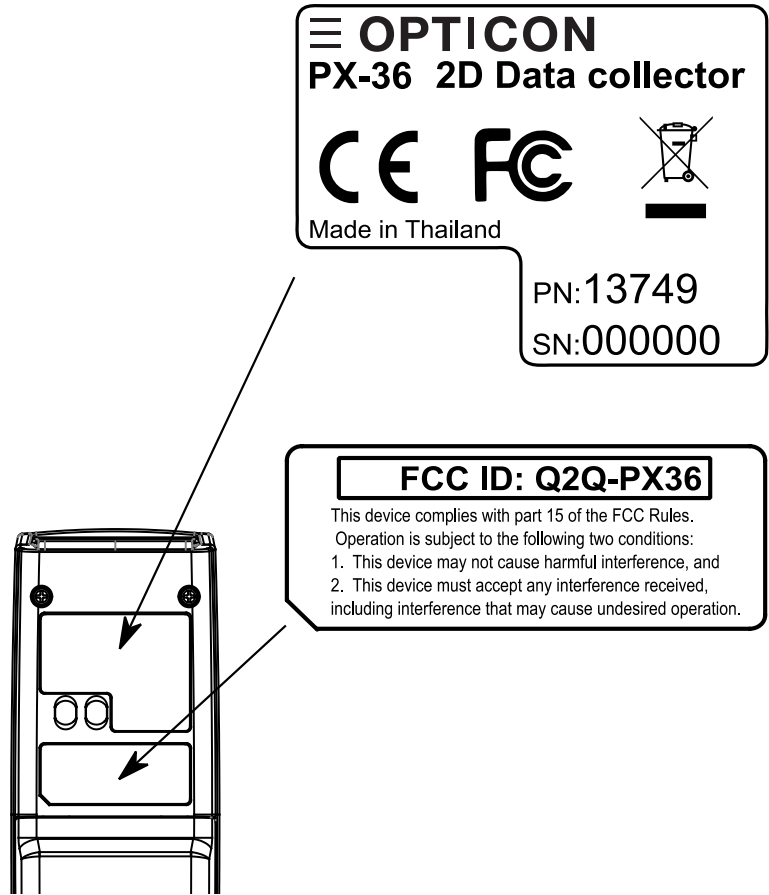 OPTICON
PX-36 2D Data collector
CE FC
Made in Thailand
PN:13749
SN:000000
FCC ID: Q2Q-PX36
This device complies with part 15 of the FCC Rules.
Operation is subject to the following two conditions:
1. This device may not cause harmful interference, and
2. This device must accept any interference received,
including interference that may cause undesired operation.